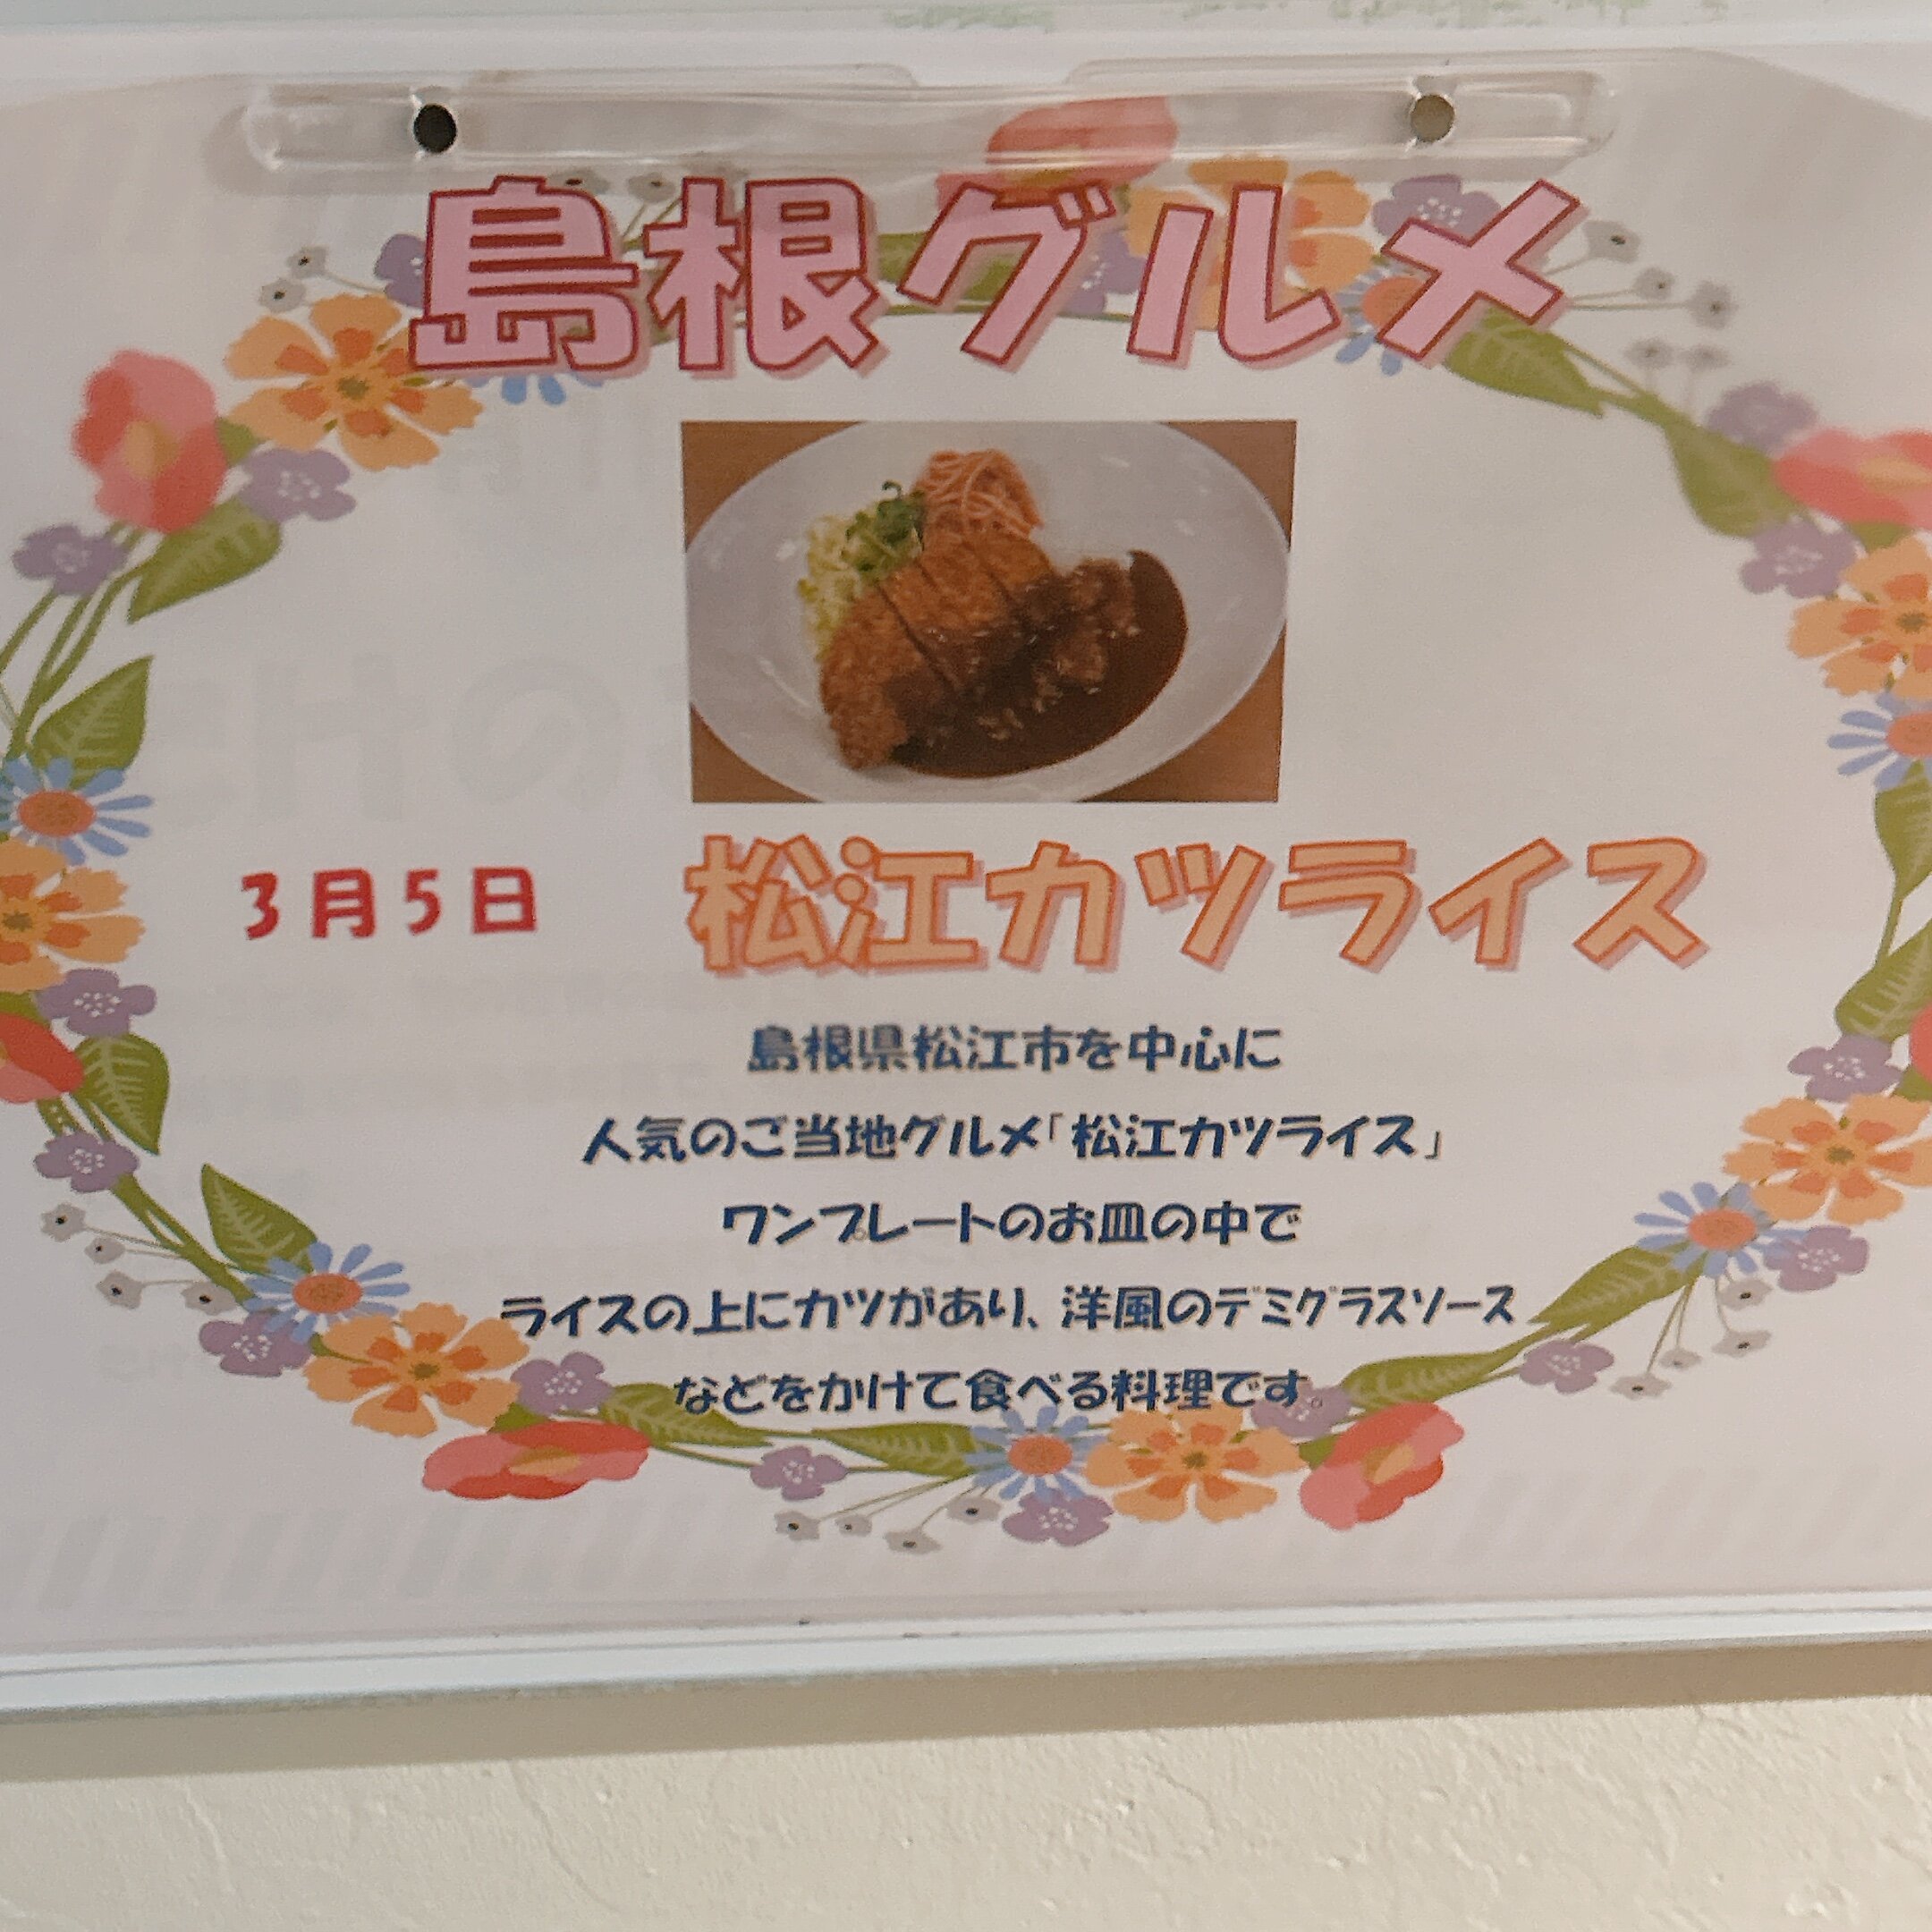 島根グルメ
3月5日 松江カツライス
島根県松江市を中心に
人気のご当地グルメ「松江カツライス」
ワンプレートのお皿の中で
ライスの上にカツがあり、洋風のデミグラスソース
などをかけて食べる料理です。